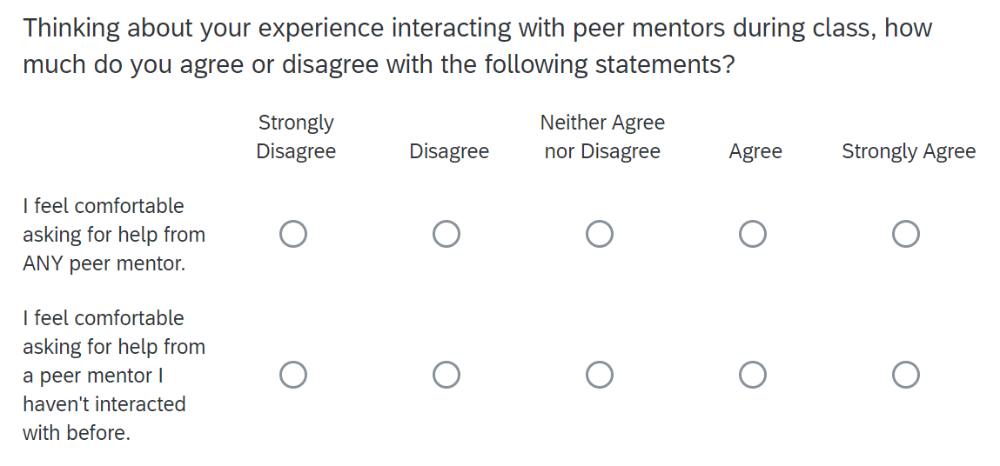 Thinking about your experience interacting with peer mentors during class, how
much do you agree or disagree with the following statements?
Strongly
Disagree
Disagree
Neither Agree
nor Disagree
Agree
Strongly Agree
I feel comfortable
asking for help from
ANY peer mentor.
I feel comfortable
asking for help from
a peer mentor I
haven't interacted
with before.